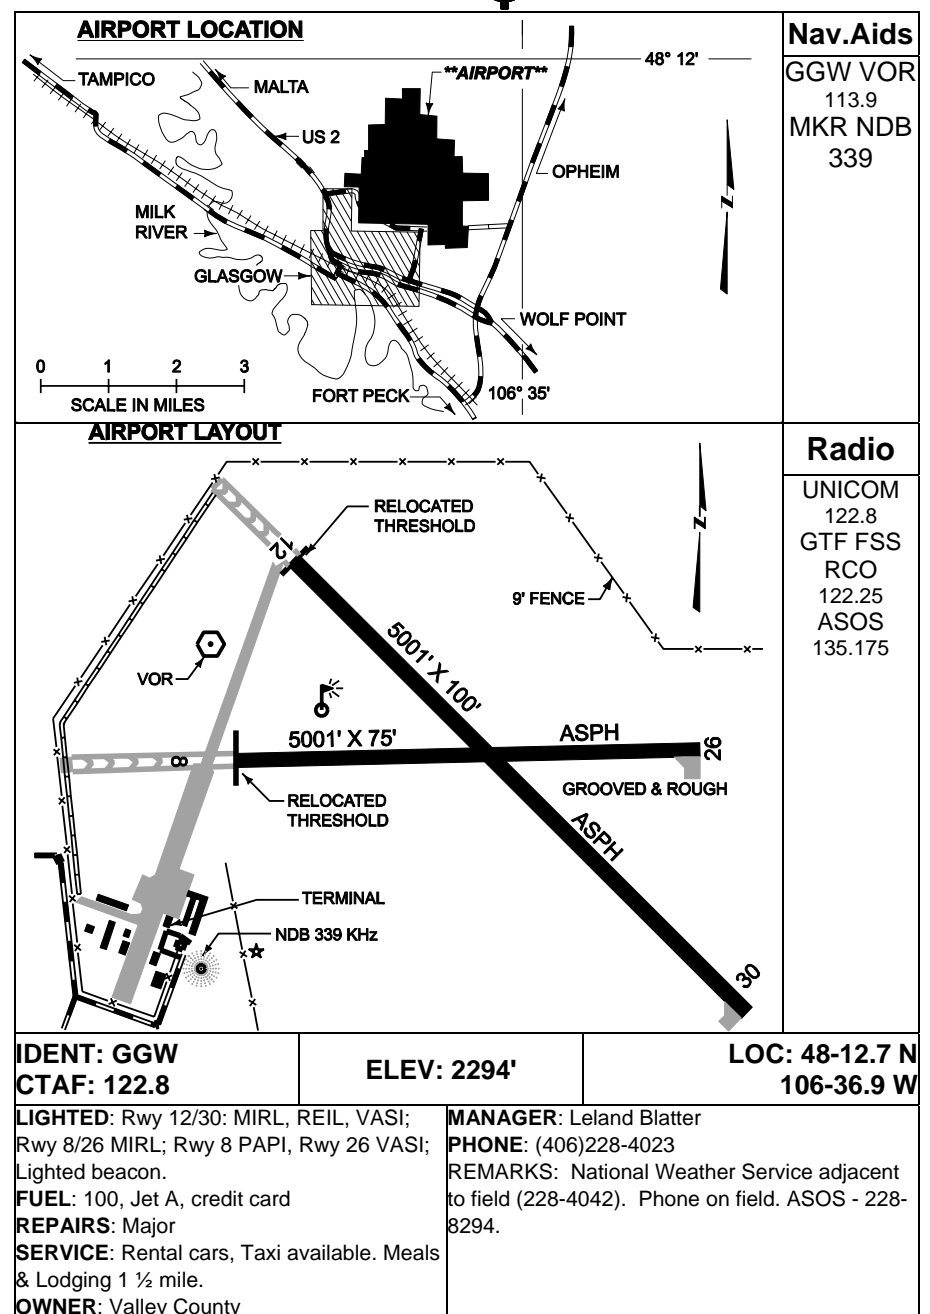 AIRPORT LOCATION
TAMPICO
MALTA
US 2
**AIRPORT**
48° 12'
OPHEIM
MILK
RIVER
GLASGOW
WOLF POINT
0 1 2 3
SCALE IN MILES
FORT PECK
106° 35'
N
Nav.Aids
GGW VOR
113.9
MKR NDB
339
AIRPORT LAYOUT
RELOCATED
THRESHOLD
12
9' FENCE
N
VOR
5001' X 100'
5001' X 75'
ASPH
26
8
GROOVED & ROUGH
RELOCATED
THRESHOLD
ASPH
TERMINAL
NDB 339 KHz
30
Radio
UNICOM
122.8
GTF FSS
RCO
122.25
ASOS
135.175
IDENT: GGW
CTAF: 122.8
ELEV: 2294'
LOC: 48-12.7 N
106-36.9 W
LIGHTED: Rwy 12/30: MIRL, REIL, VASI;
Rwy 8/26 MIRL; Rwy 8 PAPI, Rwy 26 VASI;
Lighted beacon.
FUEL: 100, Jet A, credit card
REPAIRS: Major
SERVICE: Rental cars, Taxi available. Meals
& Lodging 1 ½ mile.
OWNER: Valley County
MANAGER: Leland Blatter
PHONE: (406)228-4023
REMARKS:  National Weather Service adjacent
to field (228-4042).  Phone on field. ASOS - 228-
8294.